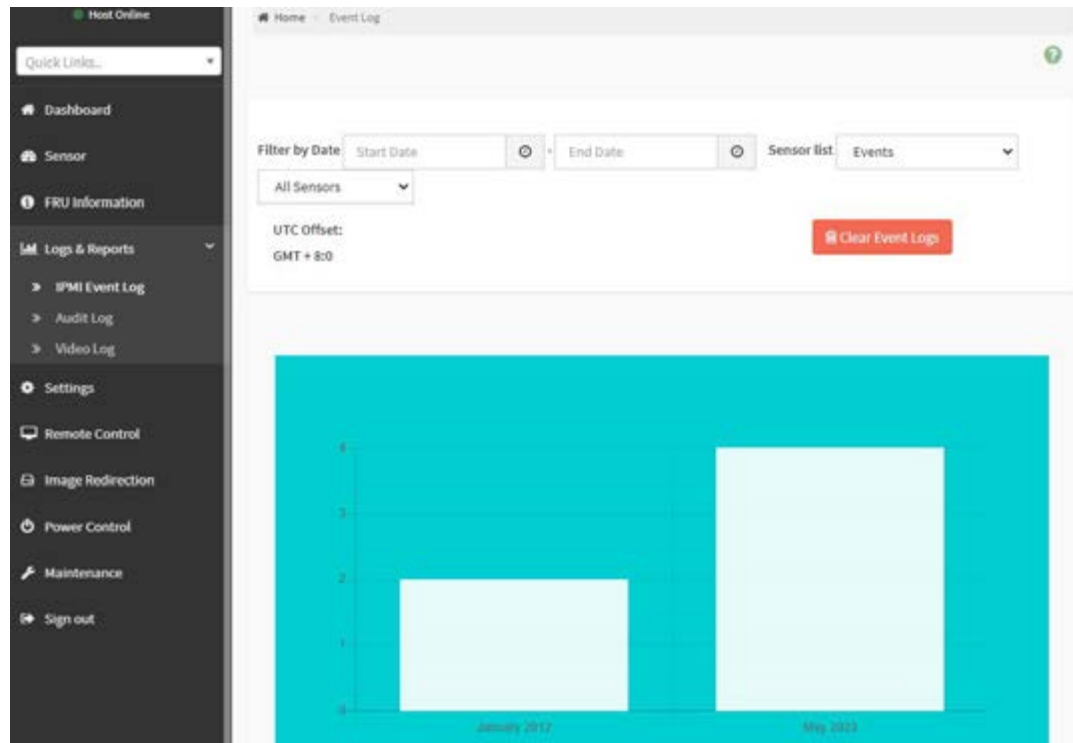 Host Online
Quick Links...
Dashboard
Sensor
FRU Information
Logs & Reports
IPMI Event Log
Audit Log
Video Log
Settings
Remote Control
Image Redirection
Power Control
Maintenance
Sign out
Home Event Log
Filter by Date Start Date - End Date Sensor list Events
All Sensors
UTC Offset:
GMT + 8:0
Clear Event Logs
4
3
2
1
0
January May